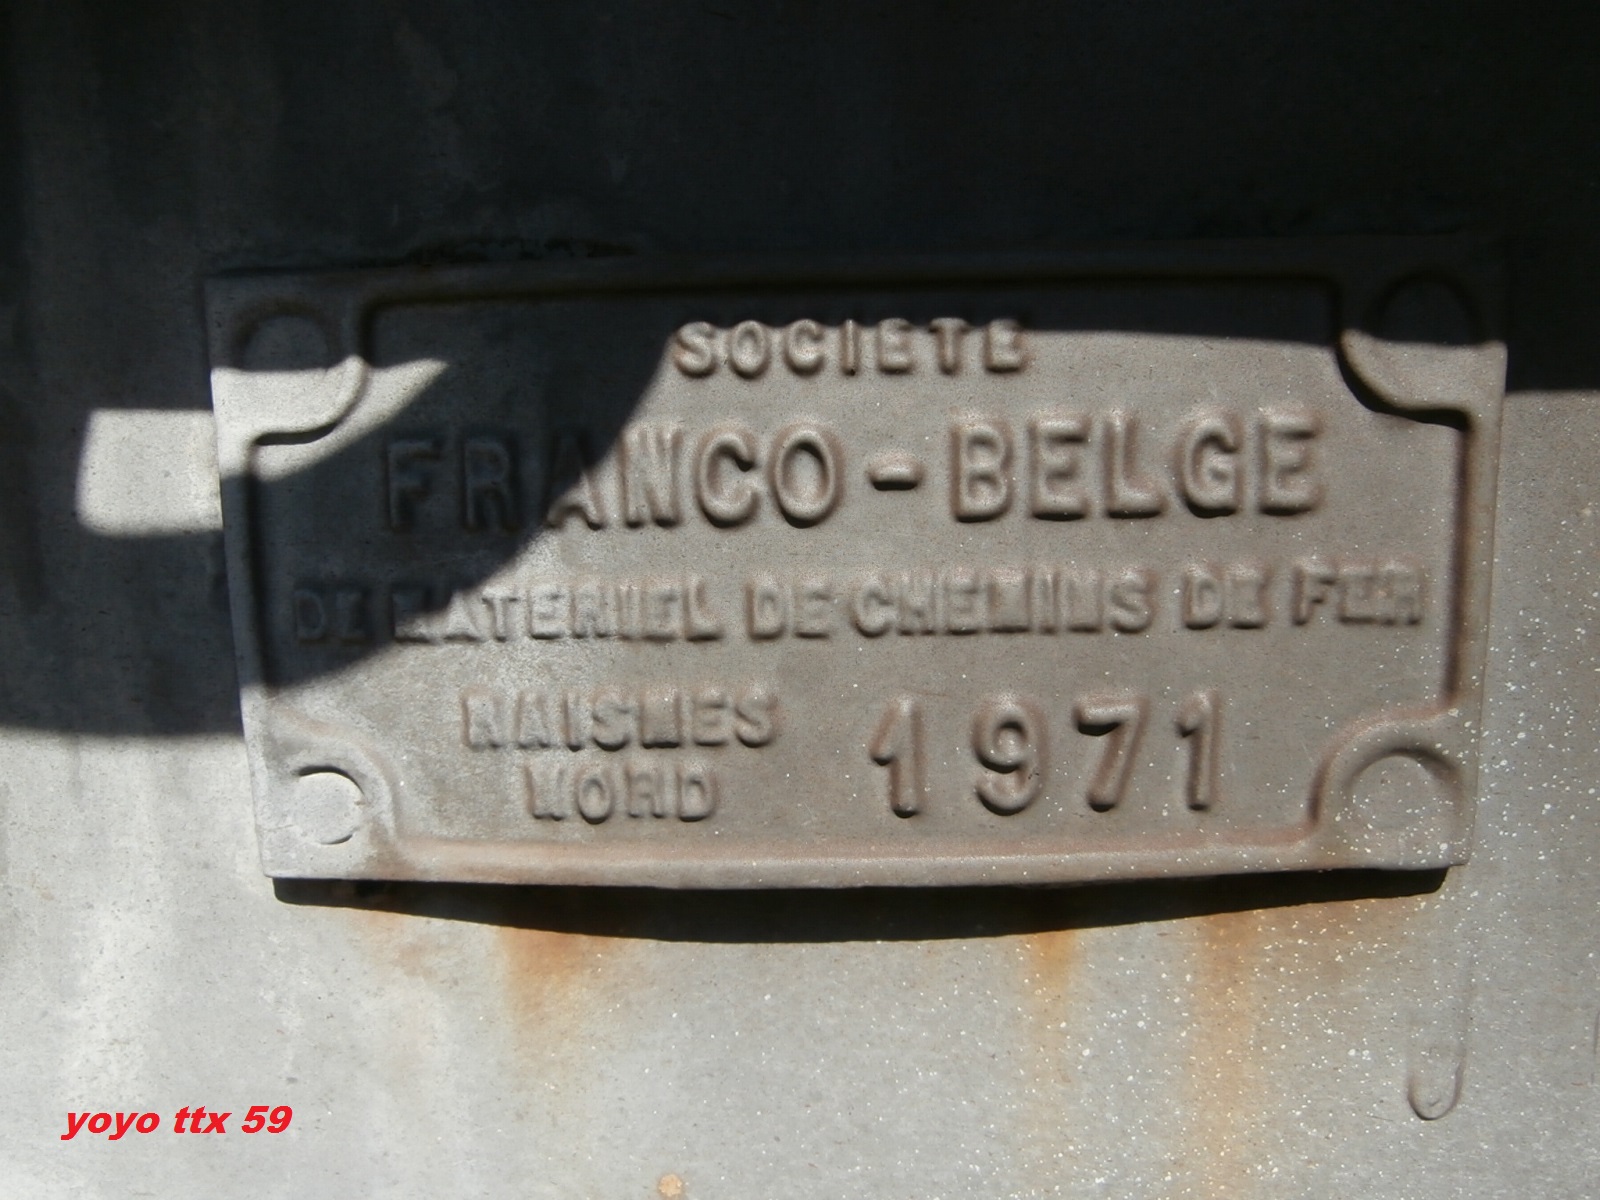 SOCIETE
FRANCO-BELGE
DE MATERIEL DE CHEMINS DE FER
RAISMES
NORD
1971
yoyo ttx 59